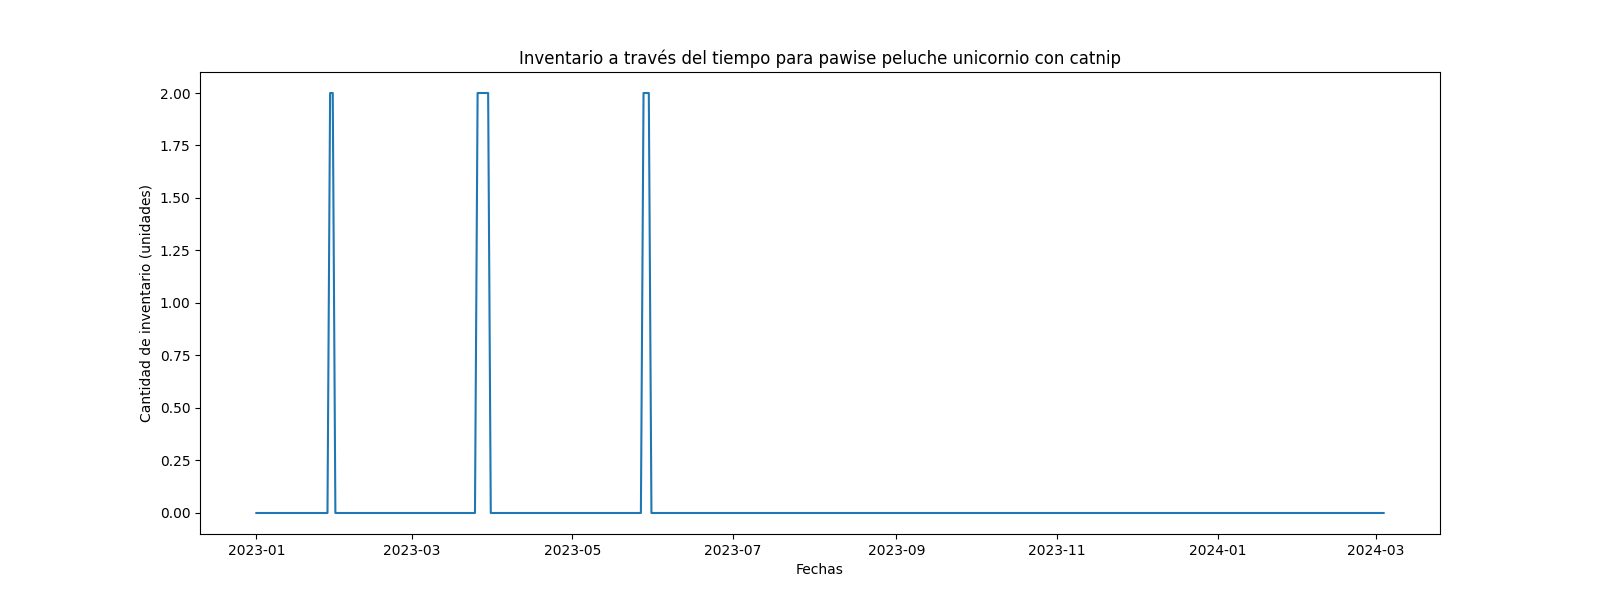 Inventario a través del tiempo para pawise peluche unicornio con catnip
Cantidad de inventario (unidades)
2.00
1.75
1.50
1.25
1.00
0.75
0.50
0.25
0.00
2023-01 2023-03 2023-05 2023-07 2023-09 2023-11 2024-01 2024-03
Fechas